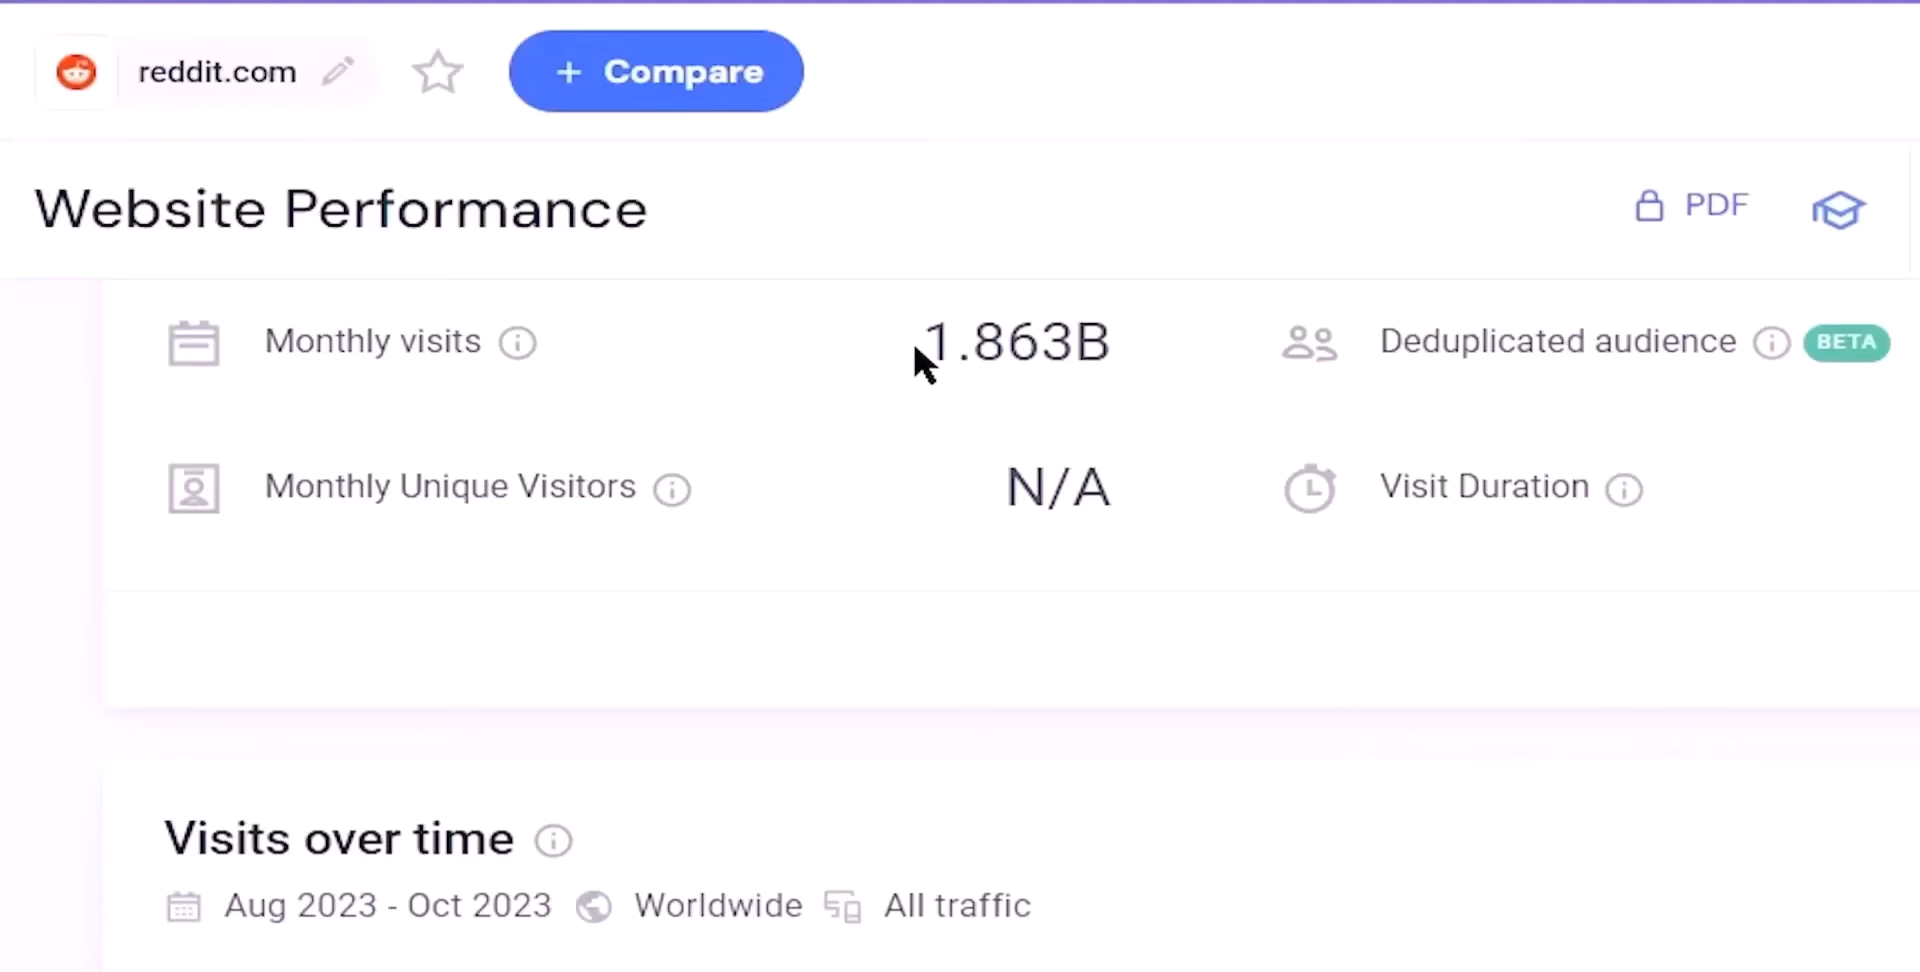 reddit.com
+ Compare
Website Performance
PDF
Monthly visits
1.863B
Deduplicated audience
BETA
Monthly Unique Visitors
N/A
Visit Duration
Visits over time
Aug 2023 - Oct 2023
Worldwide
All traffic